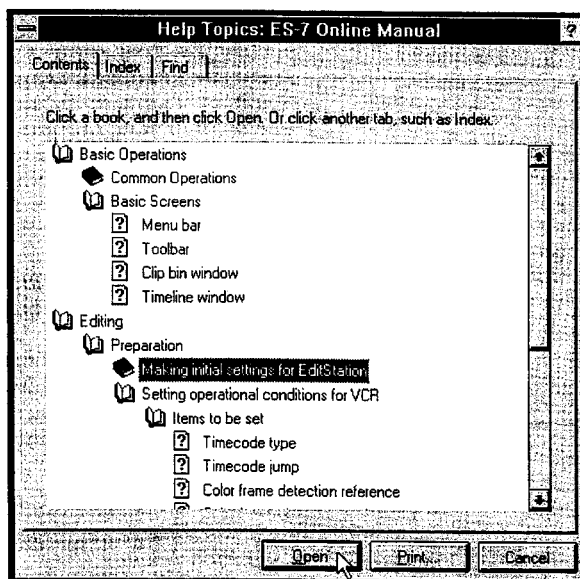 Help Topics: ES-7 Online Manual
Contents Index Find
Click a book, and then click Open. Or click another tab, such as Index.
Basic Operations
Common Operations
Basic Screens
? Menu bar
? Toolbar
? Clip bin window
? Timeline window
Editing
Preparation
Making initial settings for EditStation
Setting operational conditions for VCR
Items to be set
? Timecode type
? Timecode jump
? Color frame detection reference
Open Print... Cancel